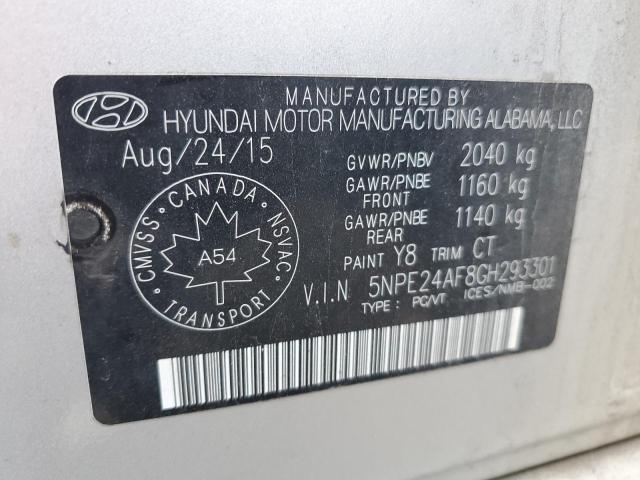 MANUFACTURED BY
HYUNDAI MOTOR MANUFACTURING ALABAMA, LLC
Aug/24/15
GVWR/PNBV 2040 kg
GAWR/PNBE FRONT 1160 kg
GAWR/PNBE REAR 1140 kg
PAINT Y8 TRIM CT
V.I.N 5NPE24AF8GH293301
TYPE : PC/VT ICES/NMB-002
CANADA
CMVSS
NSVAC
A54
TRANSPORT